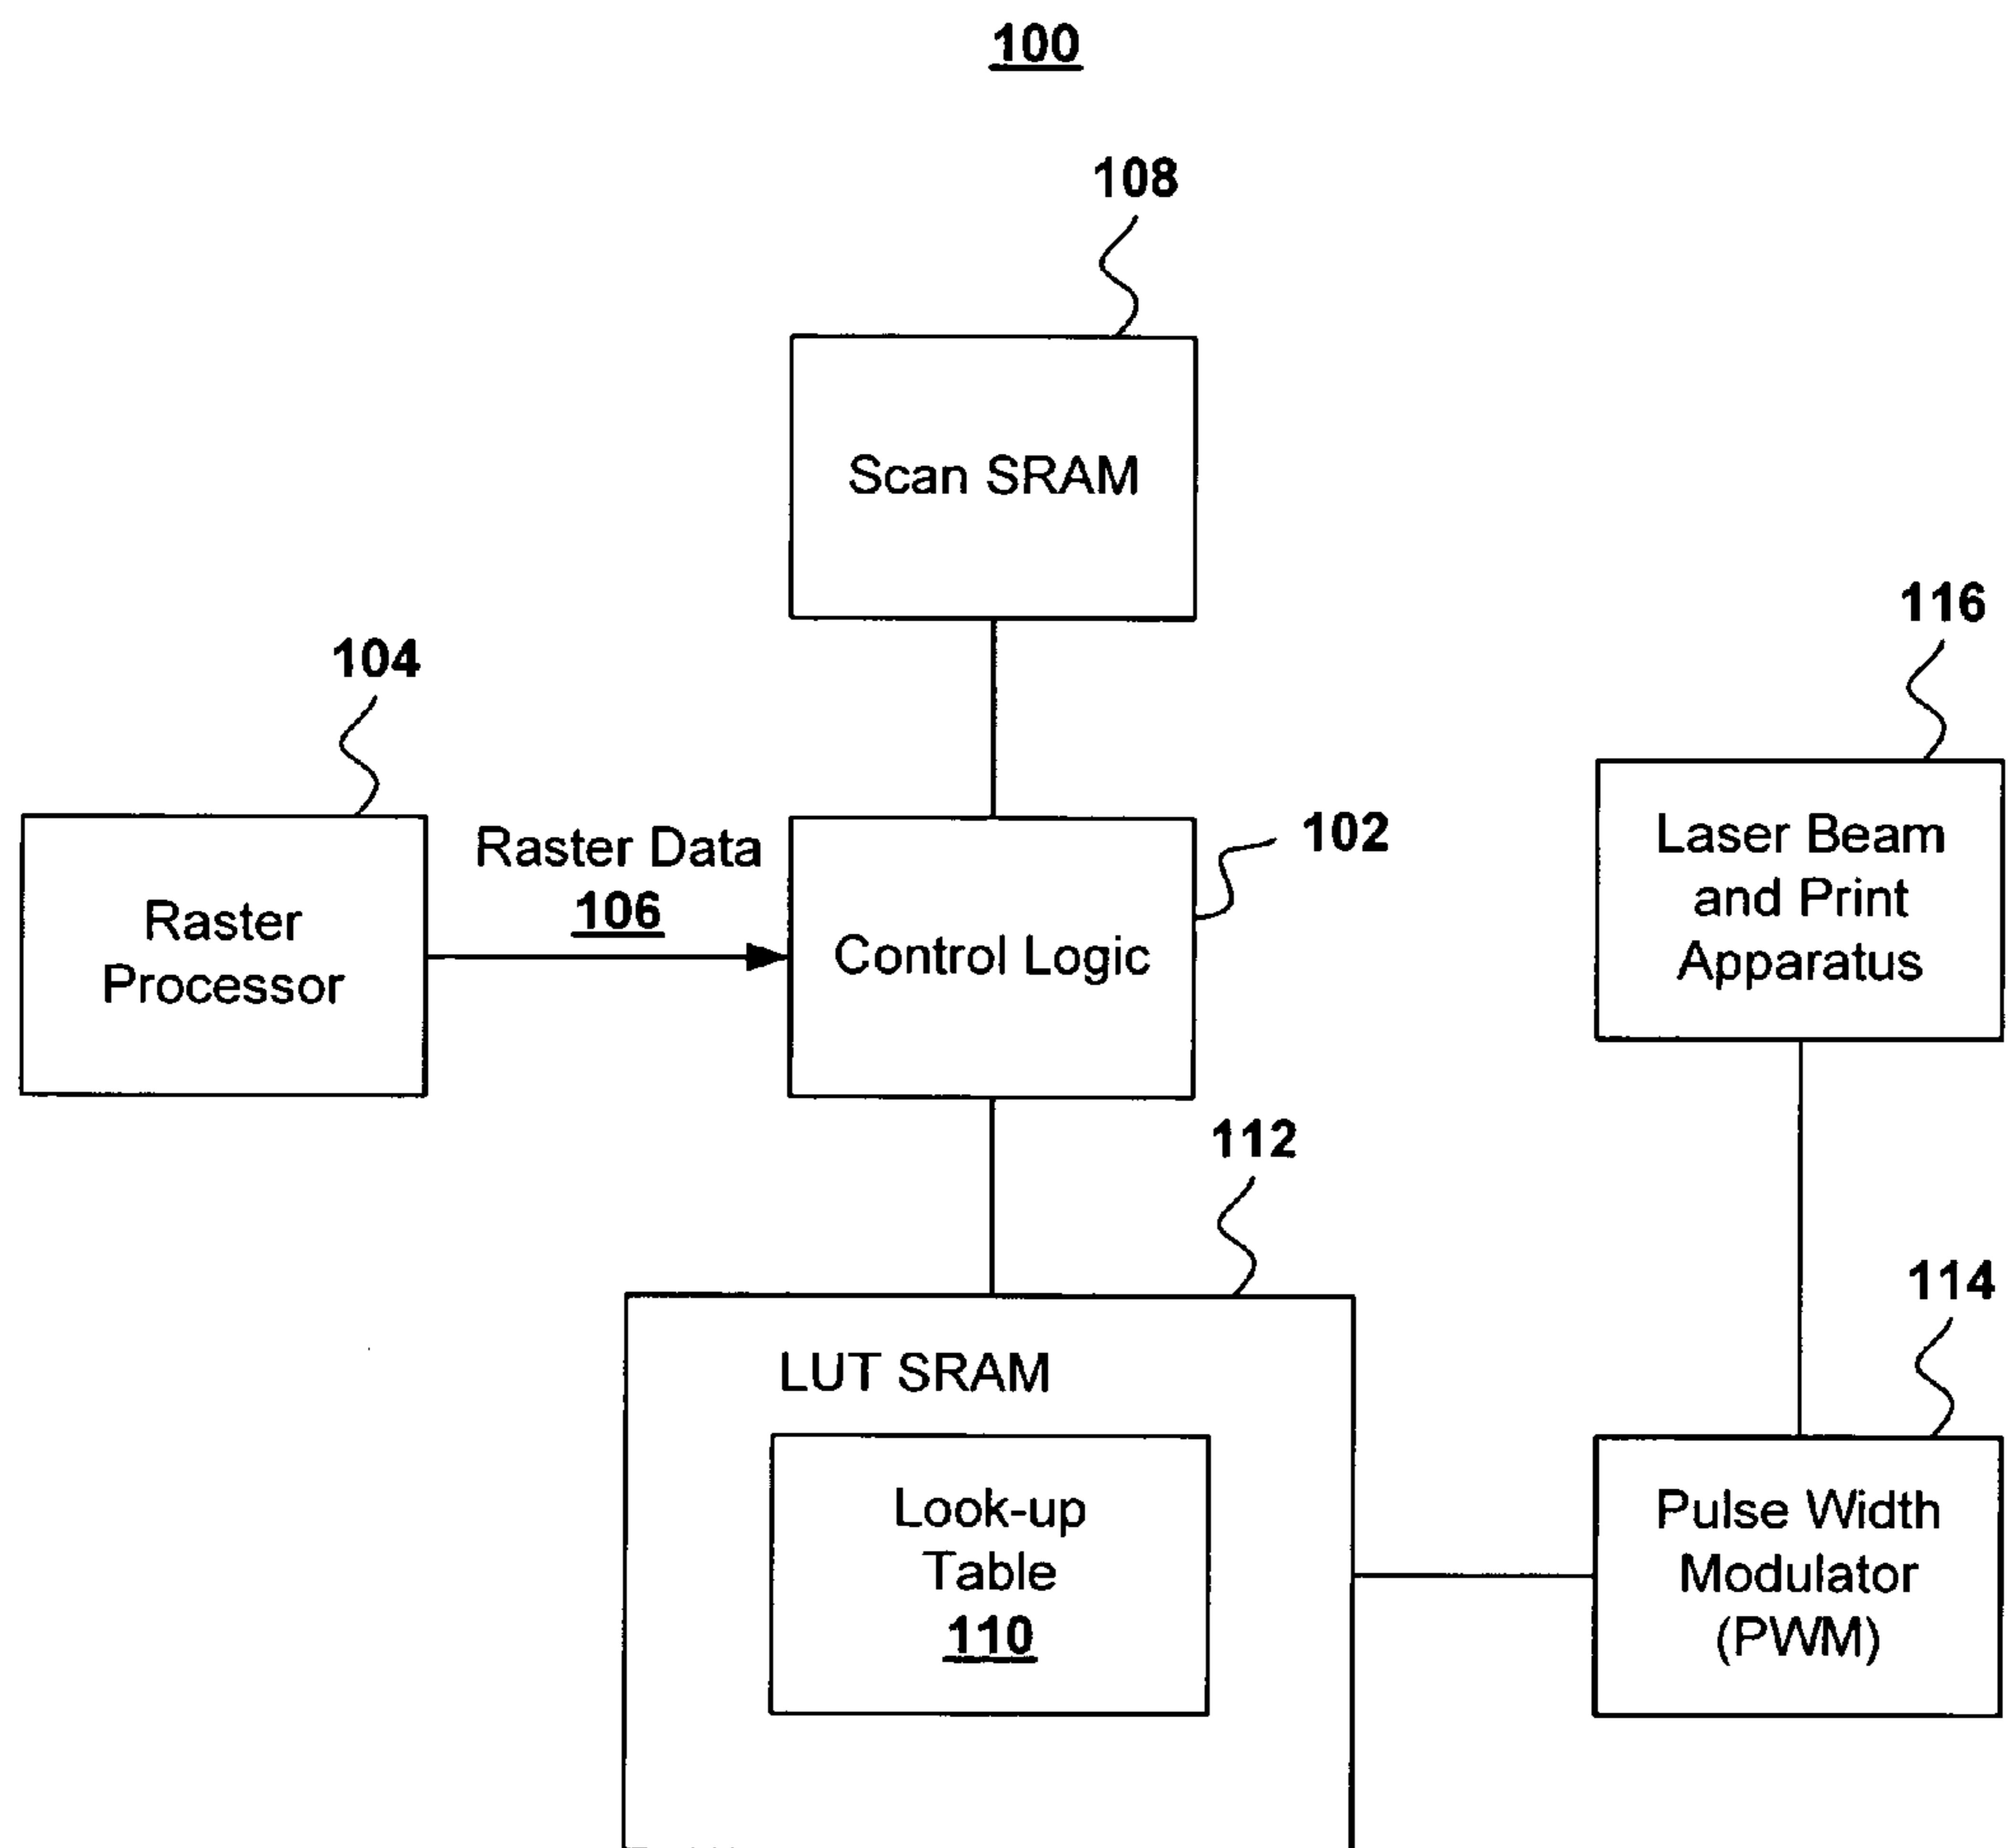 100
108
Scan SRAM
116
104
Laser Beam
and Print
Apparatus
Raster Data
106
102
Raster
Processor
Control Logic
112
114
LUT SRAM
Look-up
Table
110
Pulse Width
Modulator
(PWM)